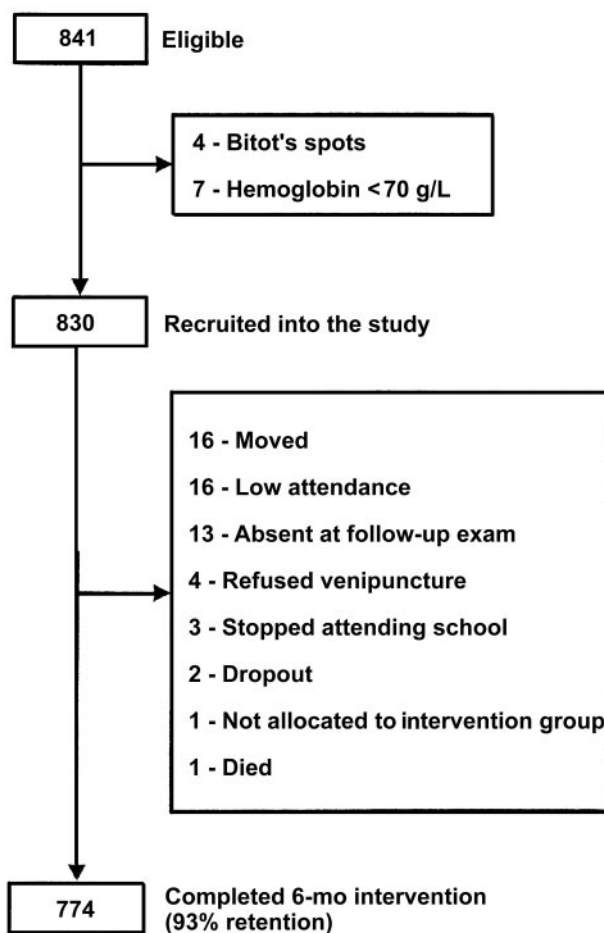 841 Eligible
4 - Bitot's spots
7 - Hemoglobin <70 g/L
830 Recruited into the study
16 - Moved
16 - Low attendance
13 - Absent at follow-up exam
4 - Refused venipuncture
3 - Stopped attending school
2 - Dropout
1 - Not allocated to intervention group
1 - Died
774 Completed 6-mo intervention
(93% retention)